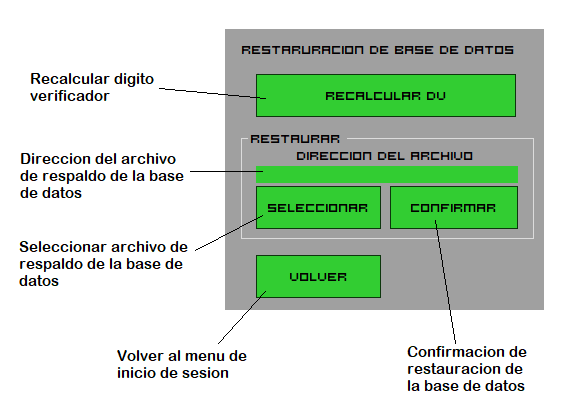 RESTARURACION DE BASE DE DATOS
Recalcular digito
verificador
RECALCULAR DV
RESTAURAR
DIRECCION DEL ARCHIVO
Direccion del archivo
de respaldo de la base
de datos
SELECCIONAR
CONFIRMAR
Seleccionar archivo de
respaldo de la base de
datos
VOLVER
Volver al menu de
inicio de sesion
Confirmacion de
restauracion de
la base de datos